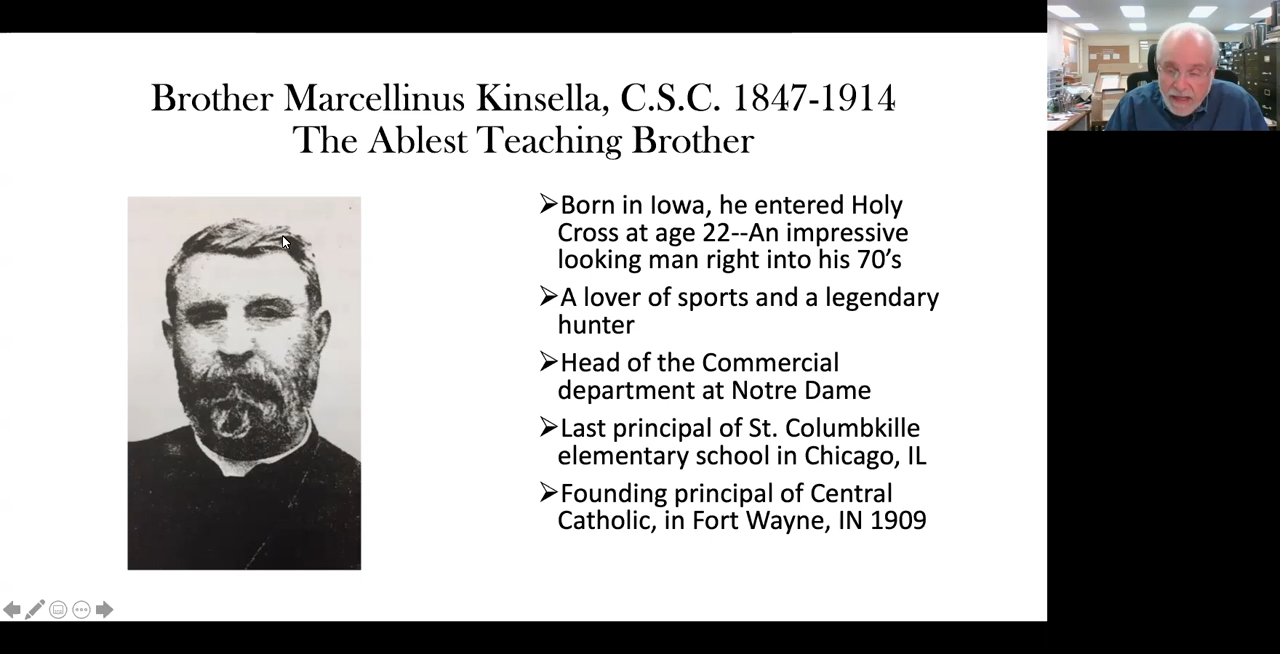 Brother Marcellinus Kinsella, C.S.C. 1847-1914
The Ablest Teaching Brother
➢Born in Iowa, he entered Holy
Cross at age 22--An impressive
looking man right into his 70’s
➢A lover of sports and a legendary
hunter
➢Head of the Commercial
department at Notre Dame
➢Last principal of St. Columbkille
elementary school in Chicago, IL
➢Founding principal of Central
Catholic, in Fort Wayne, IN 1909